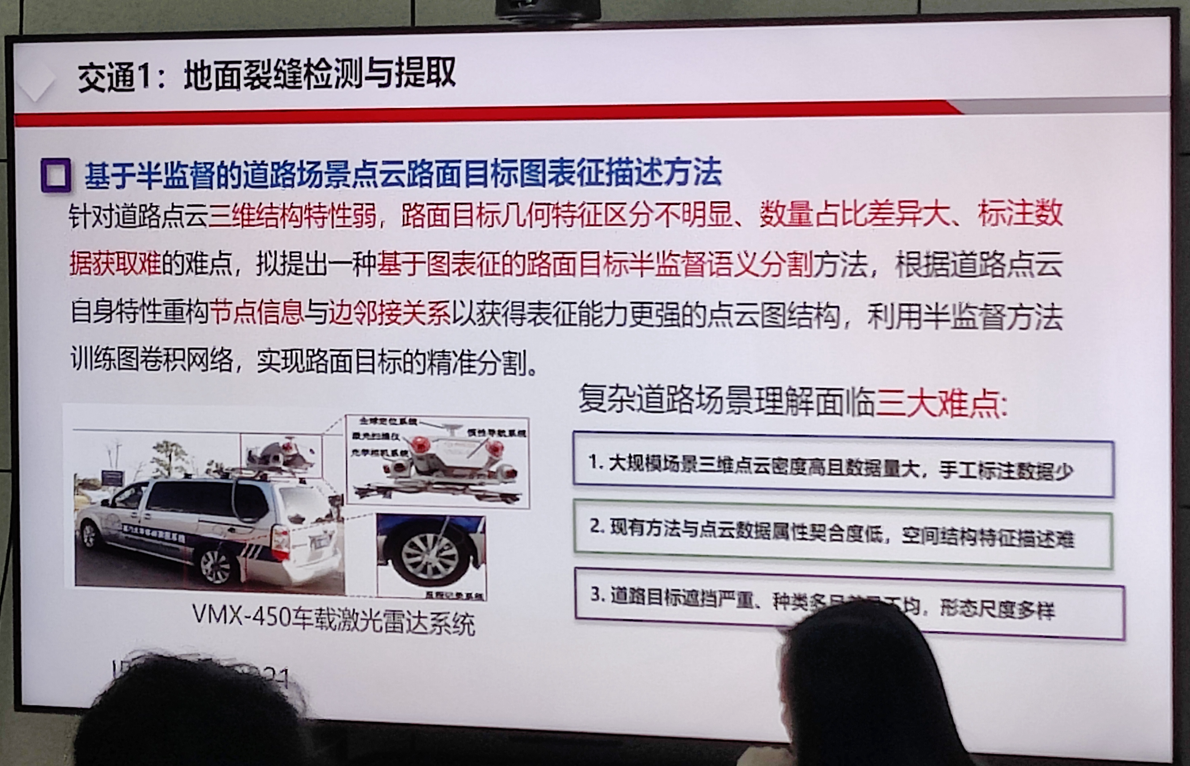 交通1：地面裂缝检测与提取
基于半监督的道路场景点云路面目标图表征描述方法
针对道路点云三维结构特性弱，路面目标几何特征区分不明显、数量占比差异大、标注数
据获取难的难点，拟提出一种基于图表征的路面目标半监督语义分割方法，根据道路点云
自身特性重构节点信息与边邻接关系以获得表征能力更强的点云图结构，利用半监督方法
训练图卷积网络，实现路面目标的精准分割。
全球定位系统
激光扫描仪
惯性导航系统
光学相机系统
VMX-450车载激光雷达系统
复杂道路场景理解面临三大难点:
1. 大规模场景三维点云密度高且数据量大，手工标注数据少
2. 现有方法与点云数据属性契合度低，空间结构特征描述难
3. 道路目标遮挡严重、种类多 不均，形态尺度多样